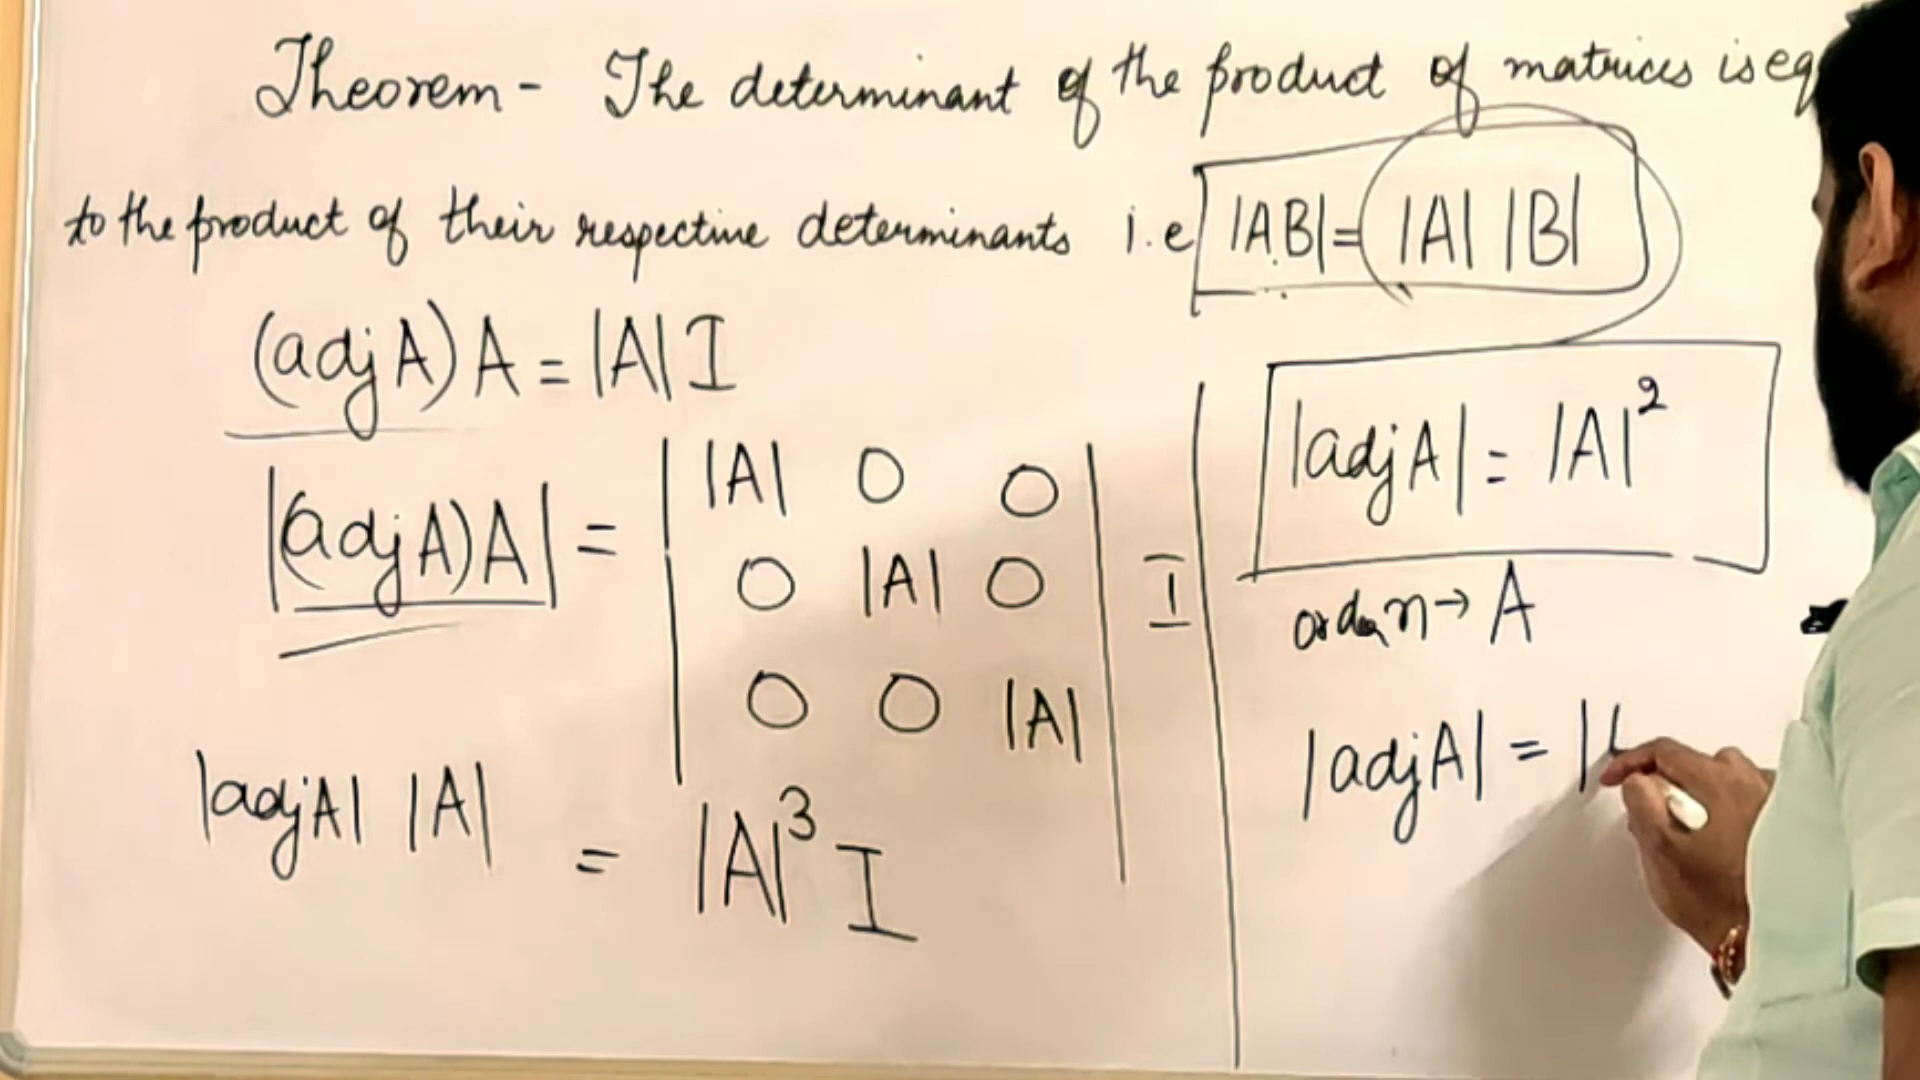 Theorem - The determinant of the product of matrices is eq
to the product of their respective determinants i.e |AB| = |A| |B|
(adj A) A = |A| I
|(adj A) A| = | |A| 0 0 |
| 0 |A| 0 | I
| 0 0 |A| |
|adj A| |A| = |A|³ I
|adj A| = |A|²
order n → A
|adj A| = |